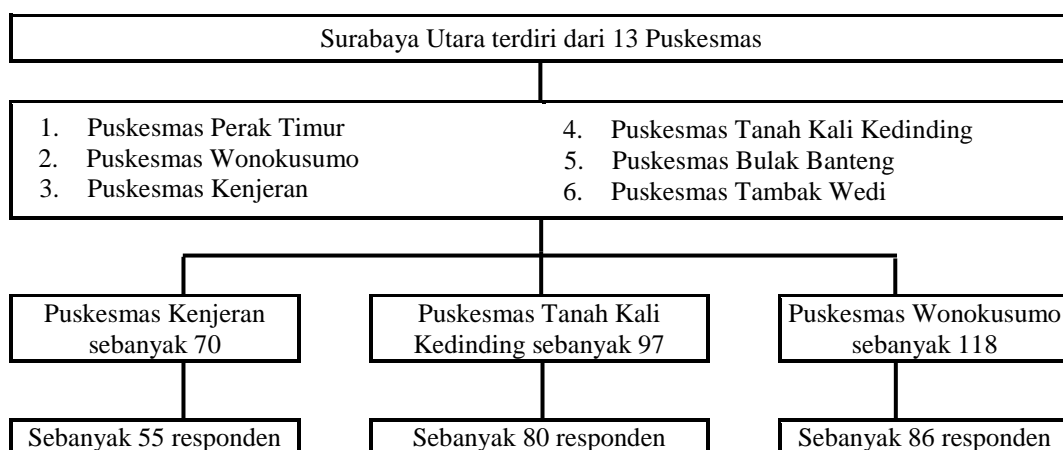 Surabaya Utara terdiri dari 13 Puskesmas
1. Puskesmas Perak Timur
2. Puskesmas Wonokusumo
3. Puskesmas Kenjeran
4. Puskesmas Tanah Kali Kedinding
5. Puskesmas Bulak Banteng
6. Puskesmas Tambak Wedi
Puskesmas Kenjeran
sebanyak 70
Puskesmas Tanah Kali
Kedinding sebanyak 97
Puskesmas Wonokusumo
sebanyak 118
Sebanyak 55 responden
Sebanyak 80 responden
Sebanyak 86 responden